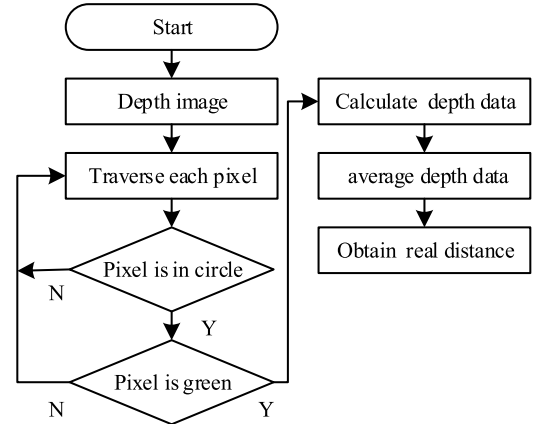 Start
Depth image
Traverse each pixel
Pixel is in circle
N
Y
Pixel is green
N
Y
Calculate depth data
average depth data
Obtain real distance